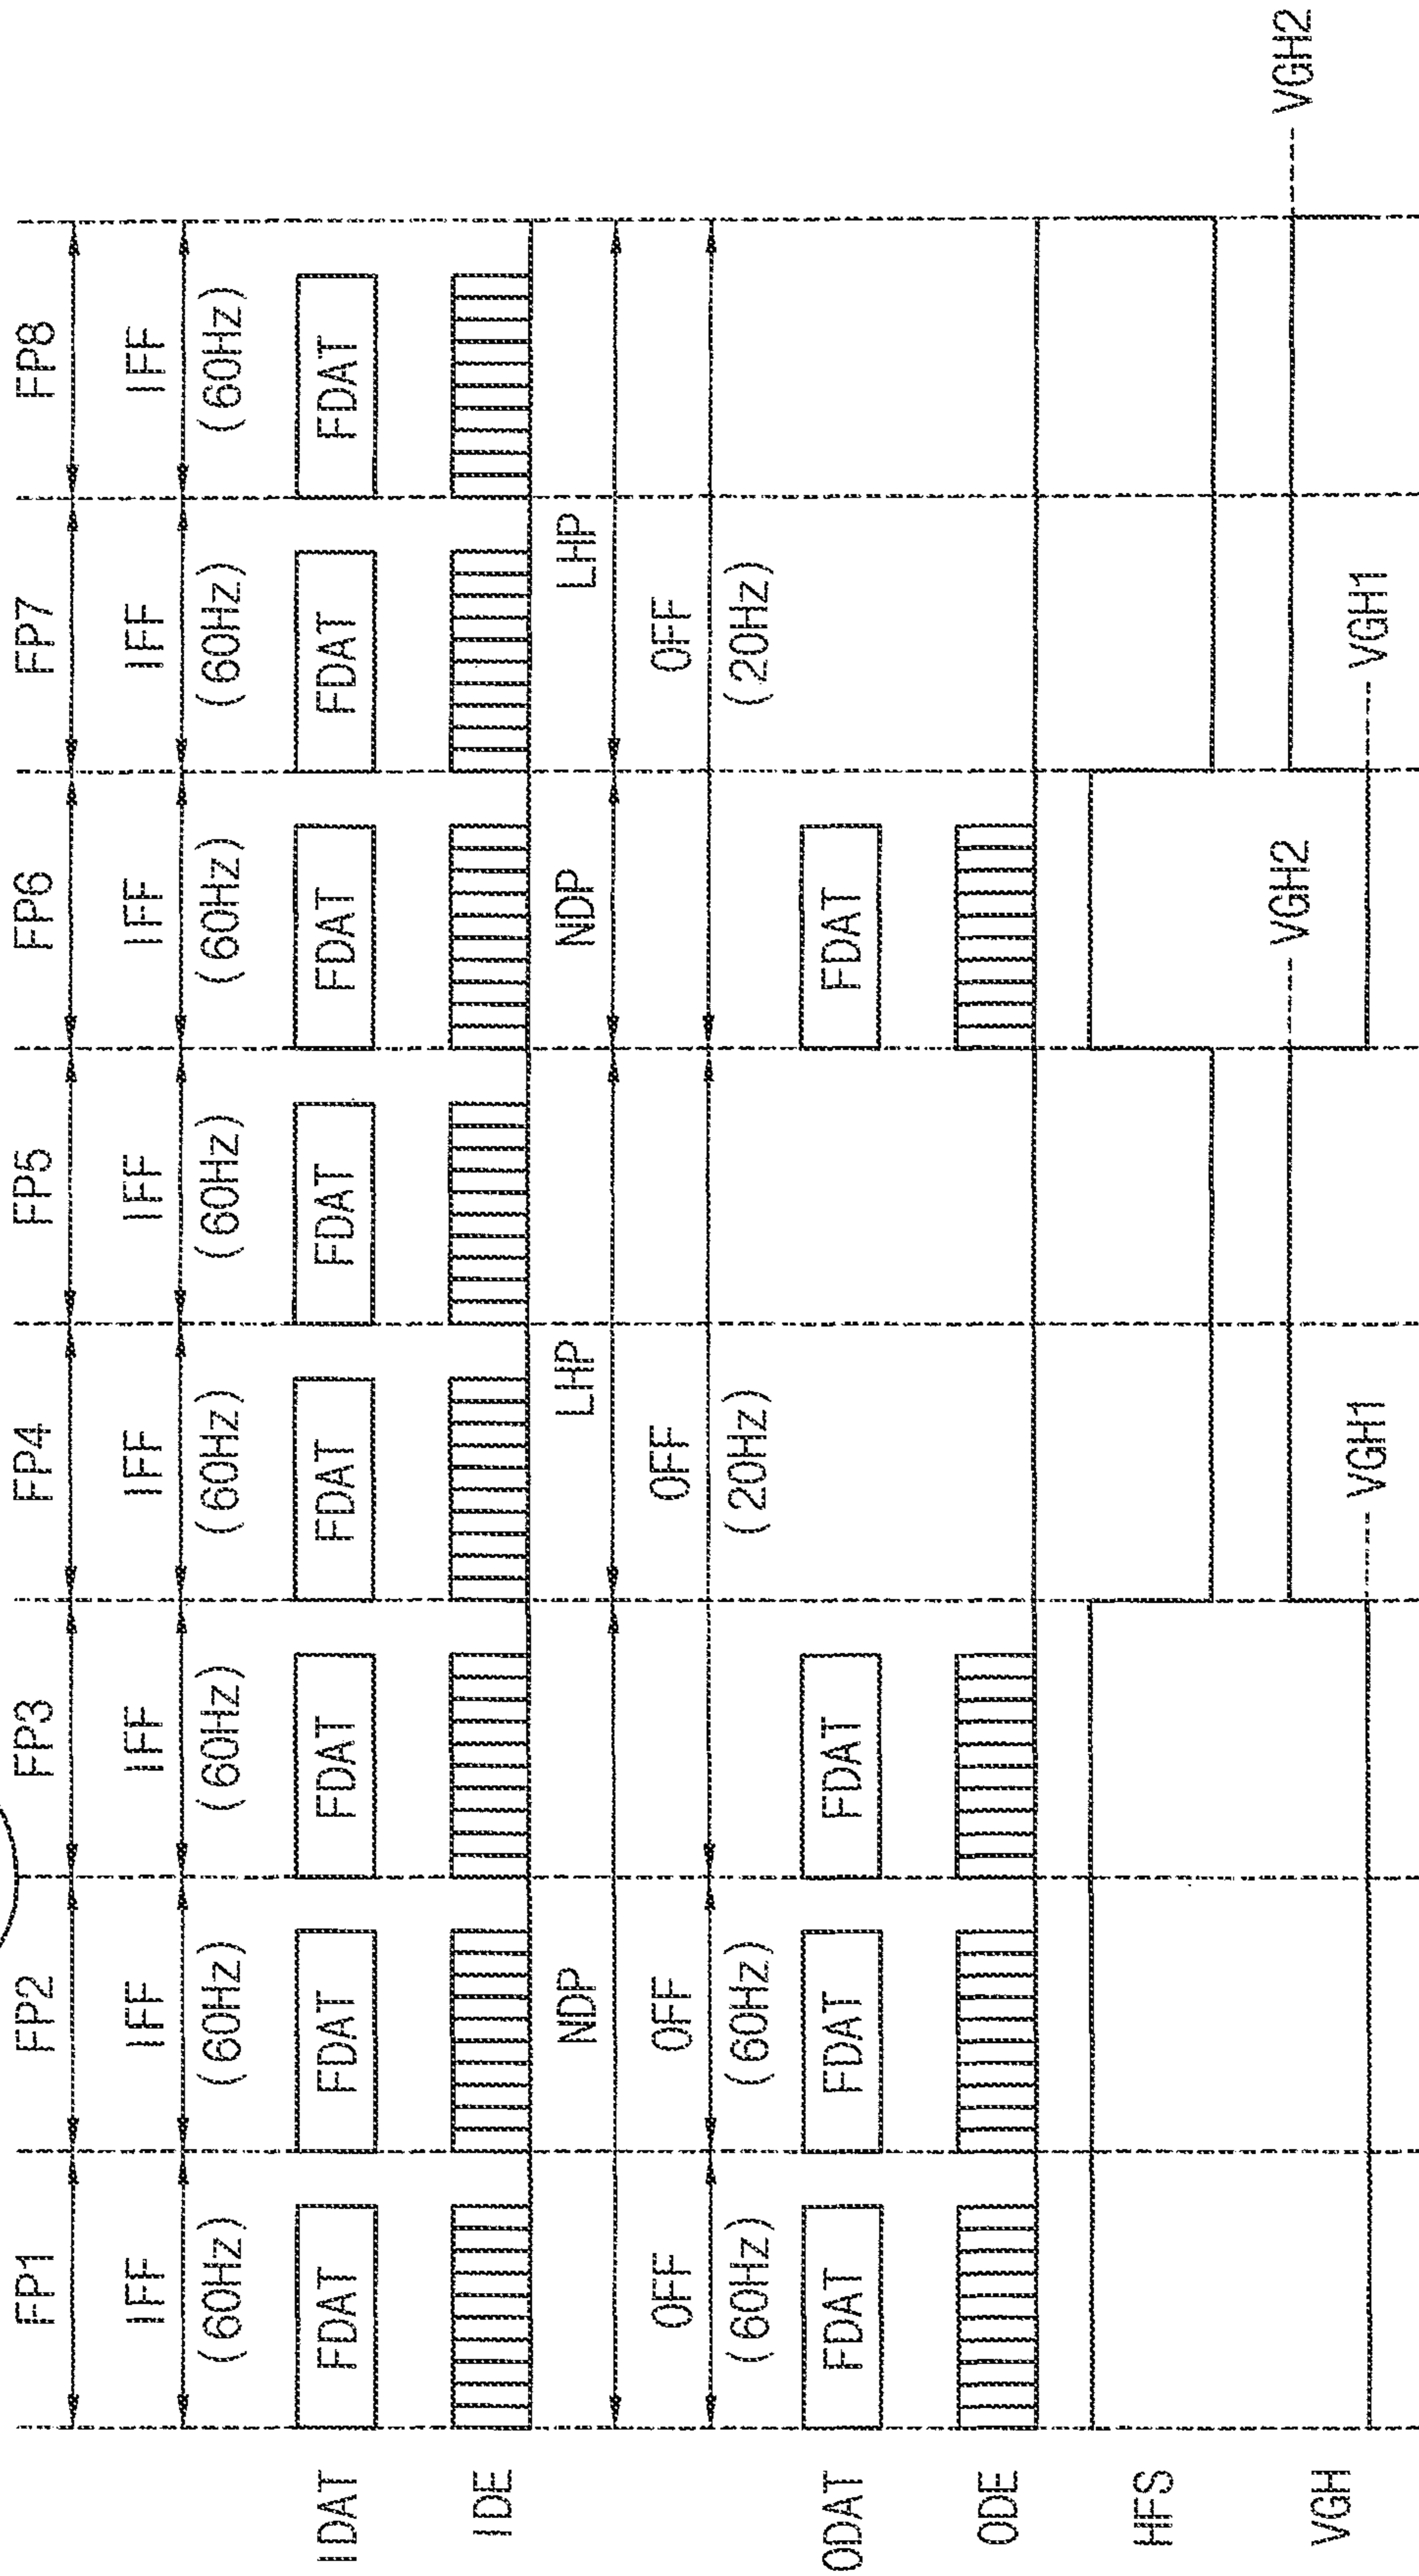 FP1 FP2 FP3 FP4 FP5 FP6 FP7 FP8
IFF IFF IFF IFF IFF IFF IFF IFF
(60Hz) (60Hz) (60Hz) (60Hz) (60Hz) (60Hz) (60Hz) (60Hz)
IDAT FDAT FDAT FDAT FDAT FDAT FDAT FDAT FDAT
IDE
NDP LHP NDP LHP
OFF OFF OFF OFF
(60Hz) (60Hz) (20Hz) (20Hz)
ODAT FDAT FDAT FDAT FDAT
ODE
HFS
VGH2 VGH2
VGH
VGH1 VGH1